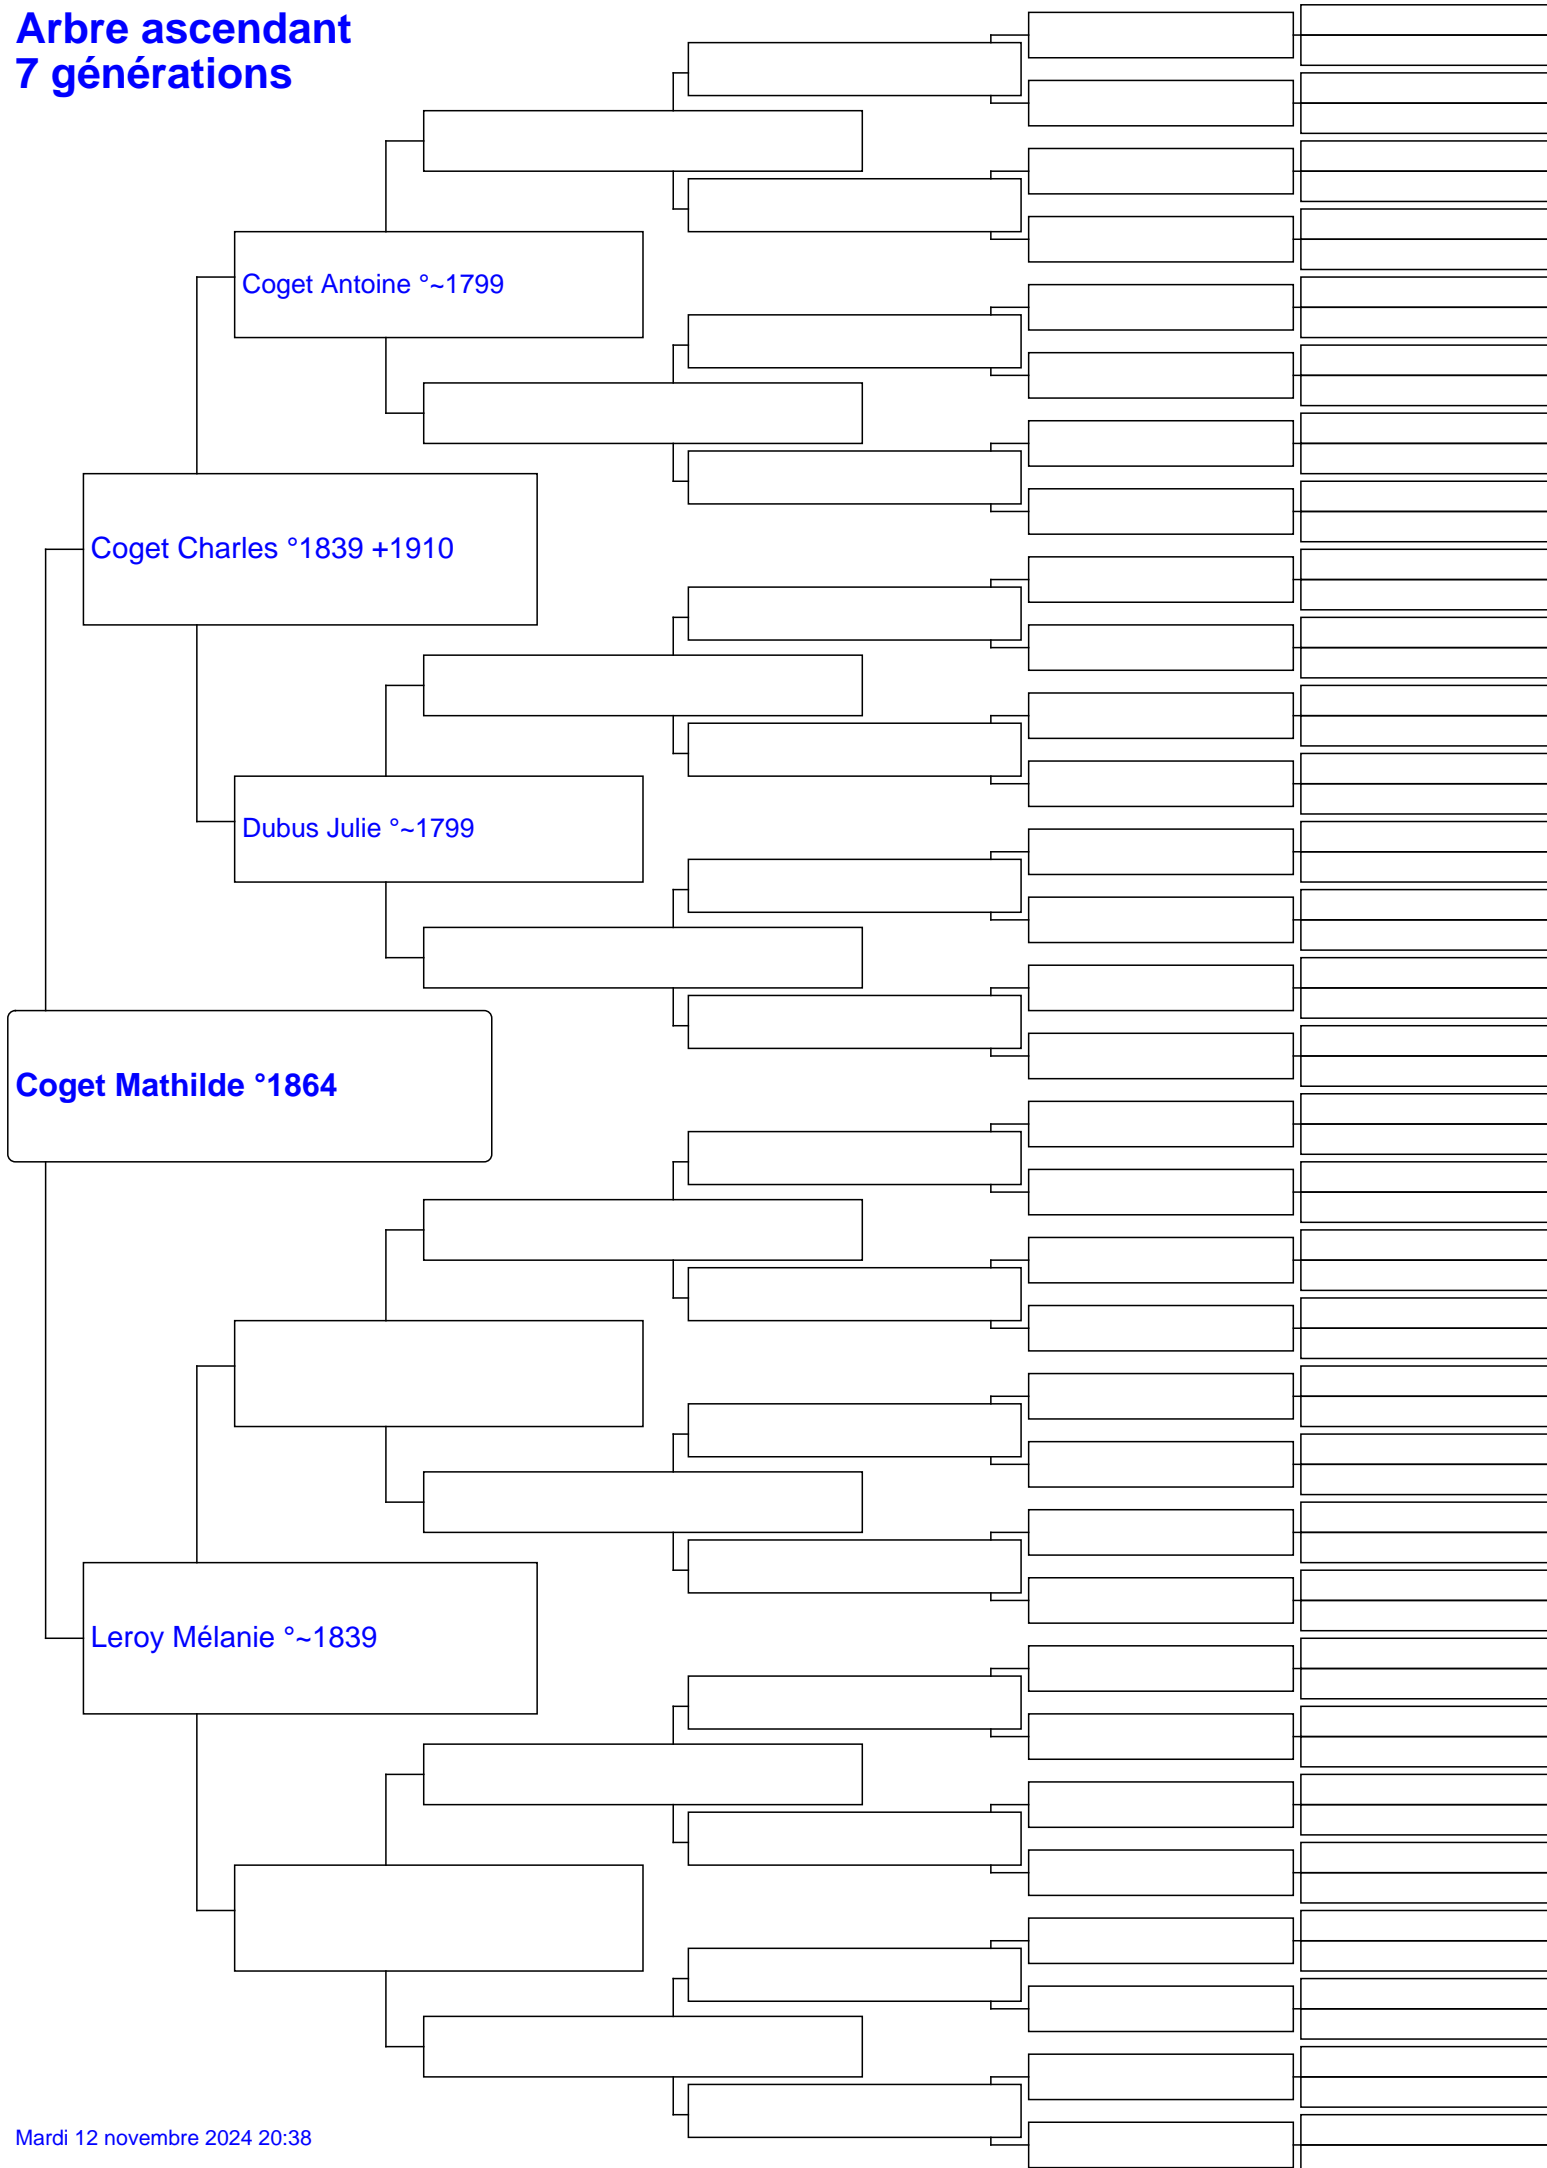 Arbre ascendant
7 générations
Coget Antoine °~1799
Coget Charles °1839 +1910
Dubus Julie °~1799
Coget Mathilde °1864
Leroy Mélanie °~1839
Mardi 12 novembre 2024 20:38